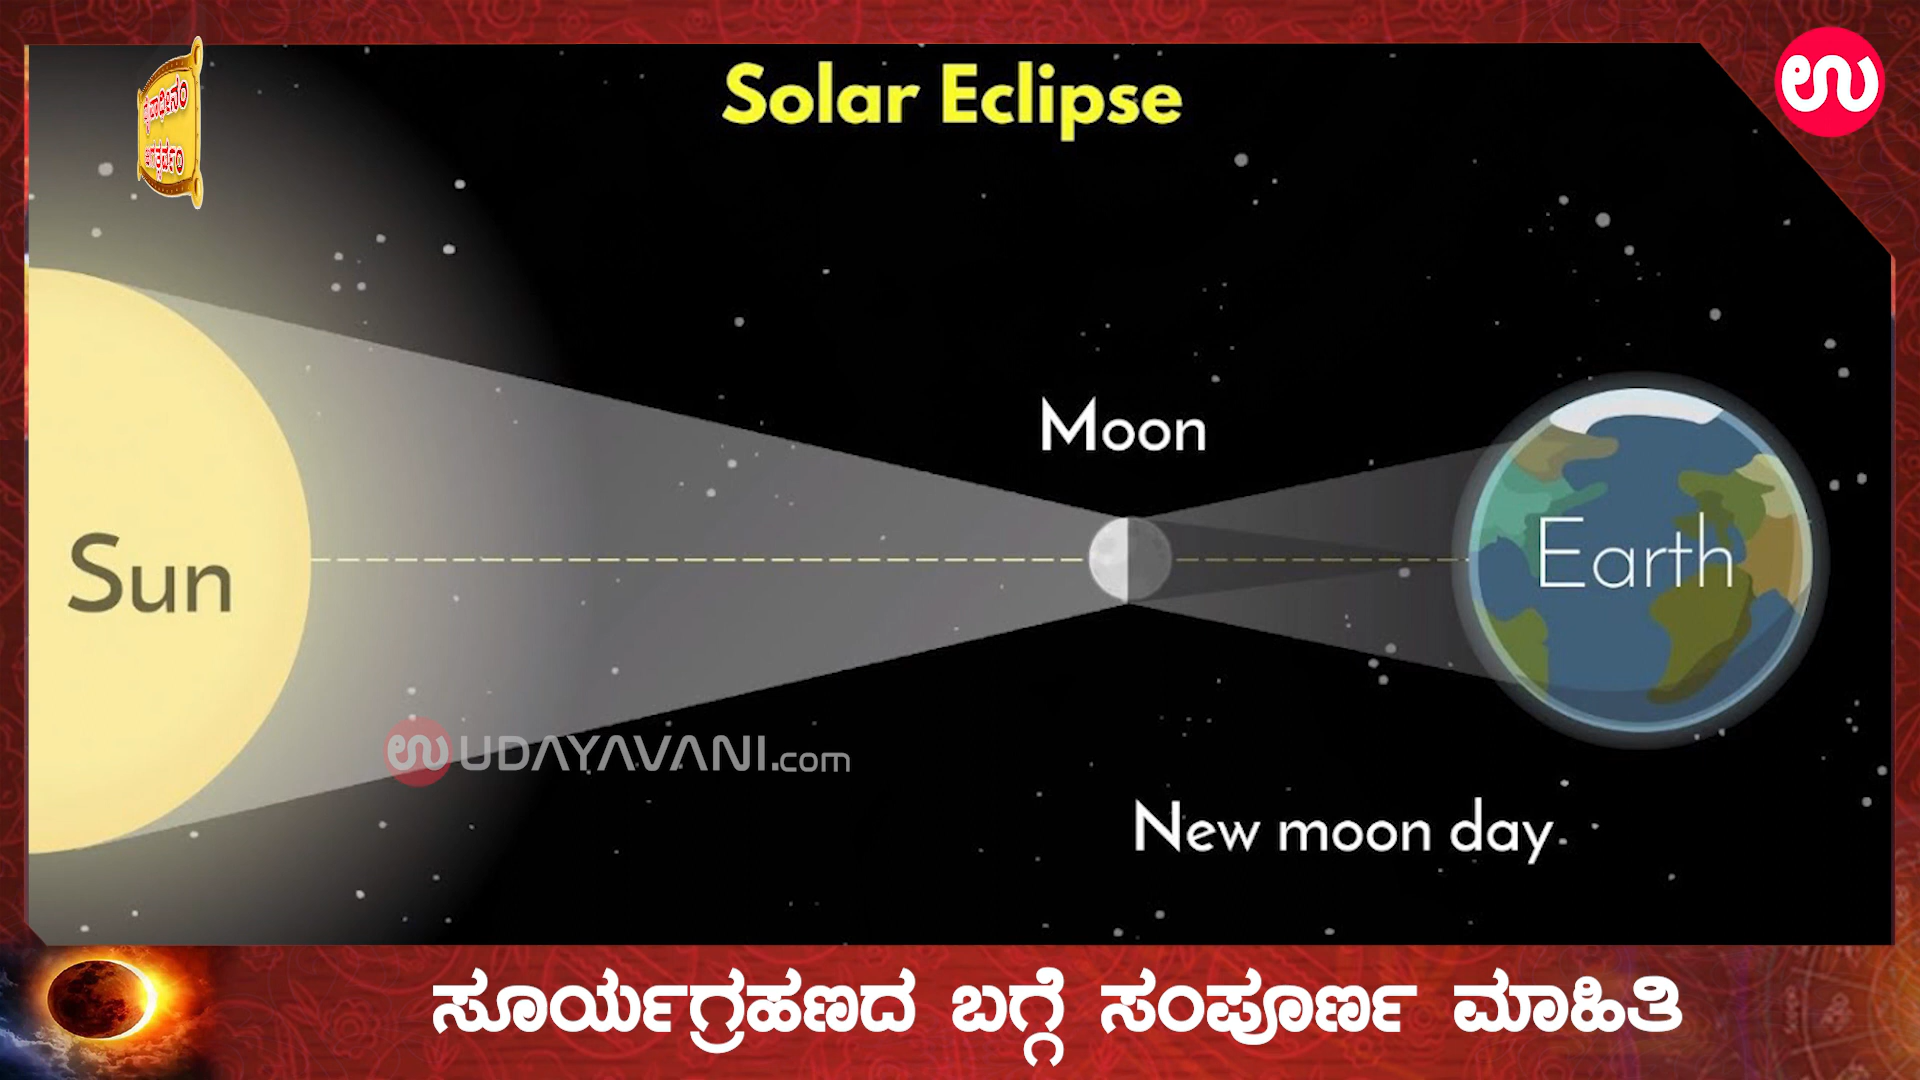 Solar Eclipse
ಉ
Moon
Sun
Earth
ಉ UDAYAVANI.com
New moon day
ಸೂರ್ಯಗ್ರಹಣದ ಬಗ್ಗೆ ಸಂಪೂರ್ಣ ಮಾಹಿತಿ